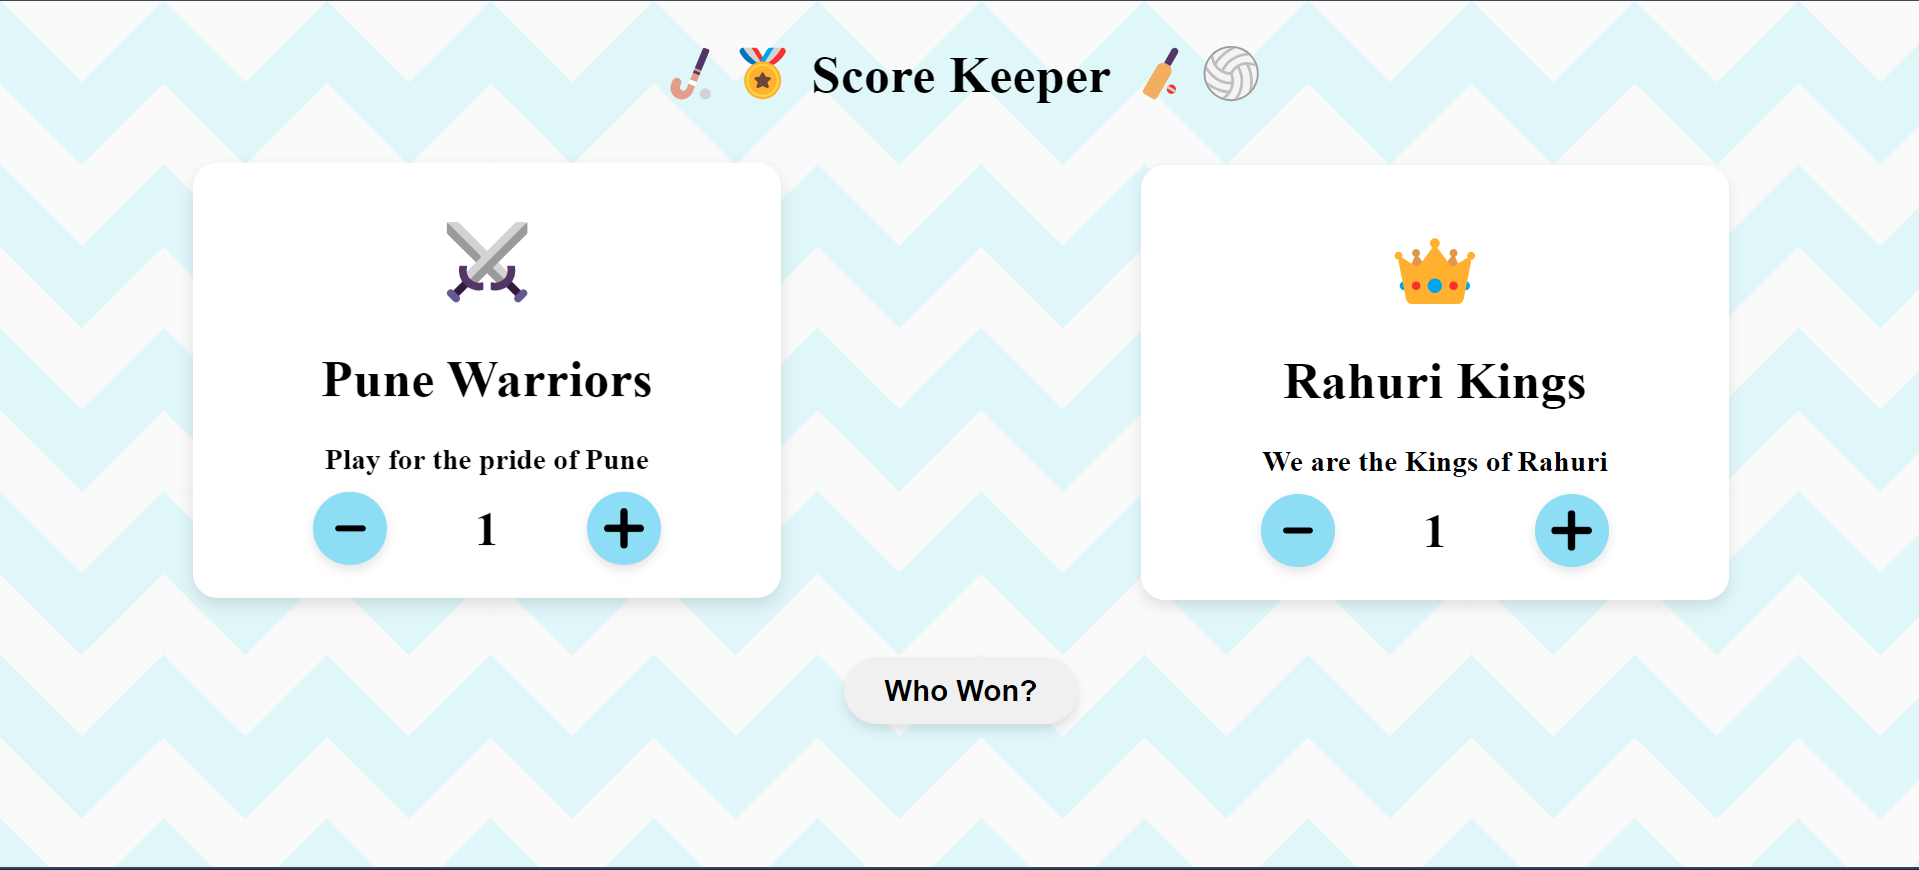 Score Keeper
Pune Warriors
Play for the pride of Pune
− 1 +
Rahuri Kings
We are the Kings of Rahuri
− 1 +
Who Won?